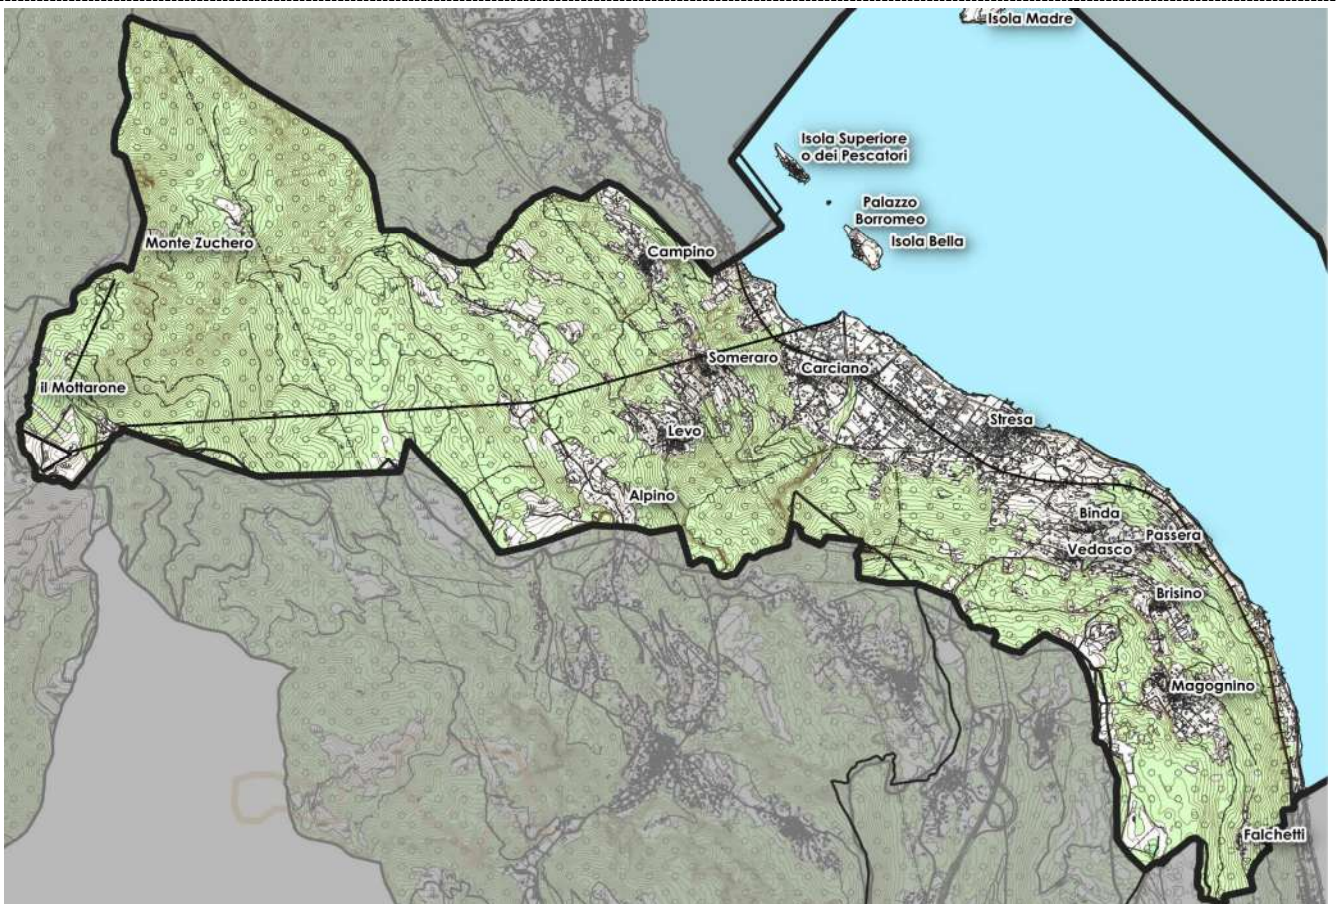 Isola Madre
Isola Superiore
o dei Pescatori
Palazzo
Borromeo
Isola Bella
Monte Zuchero
Campino
Someraro
Carciano
il Mottarone
Stresa
Levo
Alpino
Binda
Passera
Vedasco
Brisino
Magognino
Falchetti